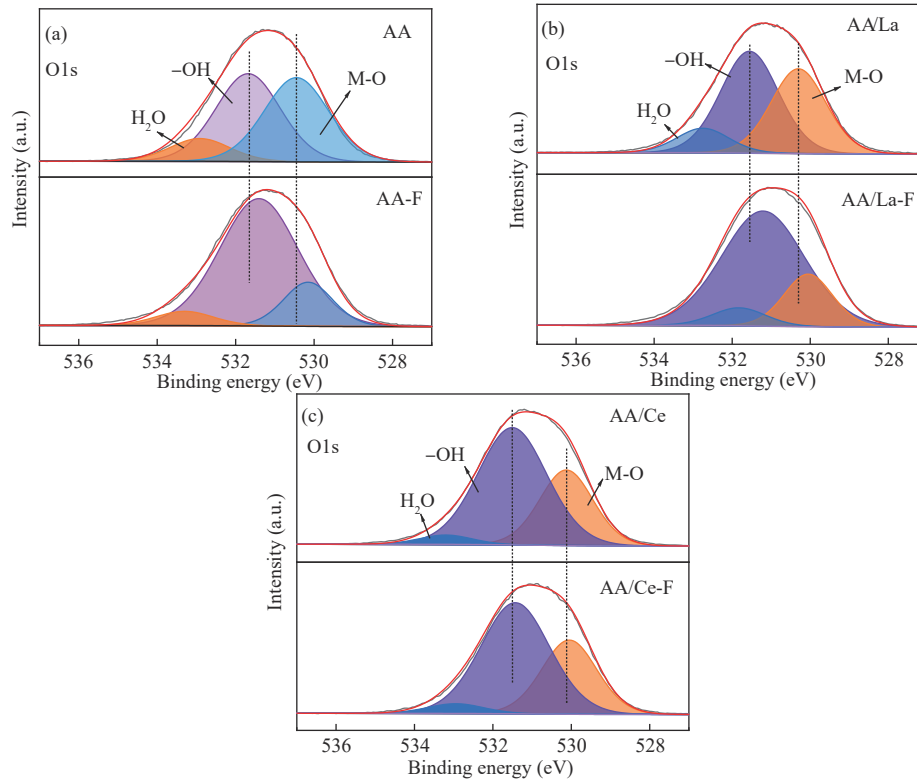 (a)
AA
O1s
−OH
M-O
H₂O
AA-F
Intensity (a.u.)
536
534
532
530
528
Binding energy (eV)
(b)
AA/La
O1s
−OH
M-O
H₂O
AA/La-F
Intensity (a.u.)
536
534
532
530
528
Binding energy (eV)
(c)
AA/Ce
O1s
−OH
M-O
H₂O
AA/Ce-F
Intensity (a.u.)
536
534
532
530
528
Binding energy (eV)